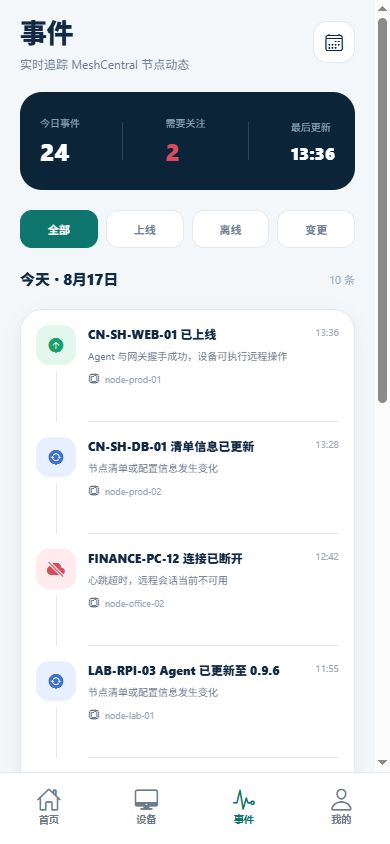 事件
实时追踪 MeshCentral 节点动态
今日事件
需要关注
最后更新
24
2
13:36
全部
上线
离线
变更
今天 · 8月17日
10 条
CN-SH-WEB-01 已上线
13:36
Agent 与网关握手成功，设备可执行远程操作
node-prod-01
CN-SH-DB-01 清单信息已更新
13:28
节点清单或配置信息发生变化
node-prod-02
FINANCE-PC-12 连接已断开
12:42
心跳超时，远程会话当前不可用
node-office-02
LAB-RPI-03 Agent 已更新至 0.9.6
11:55
节点清单或配置信息发生变化
node-lab-01
首页
设备
事件
我的